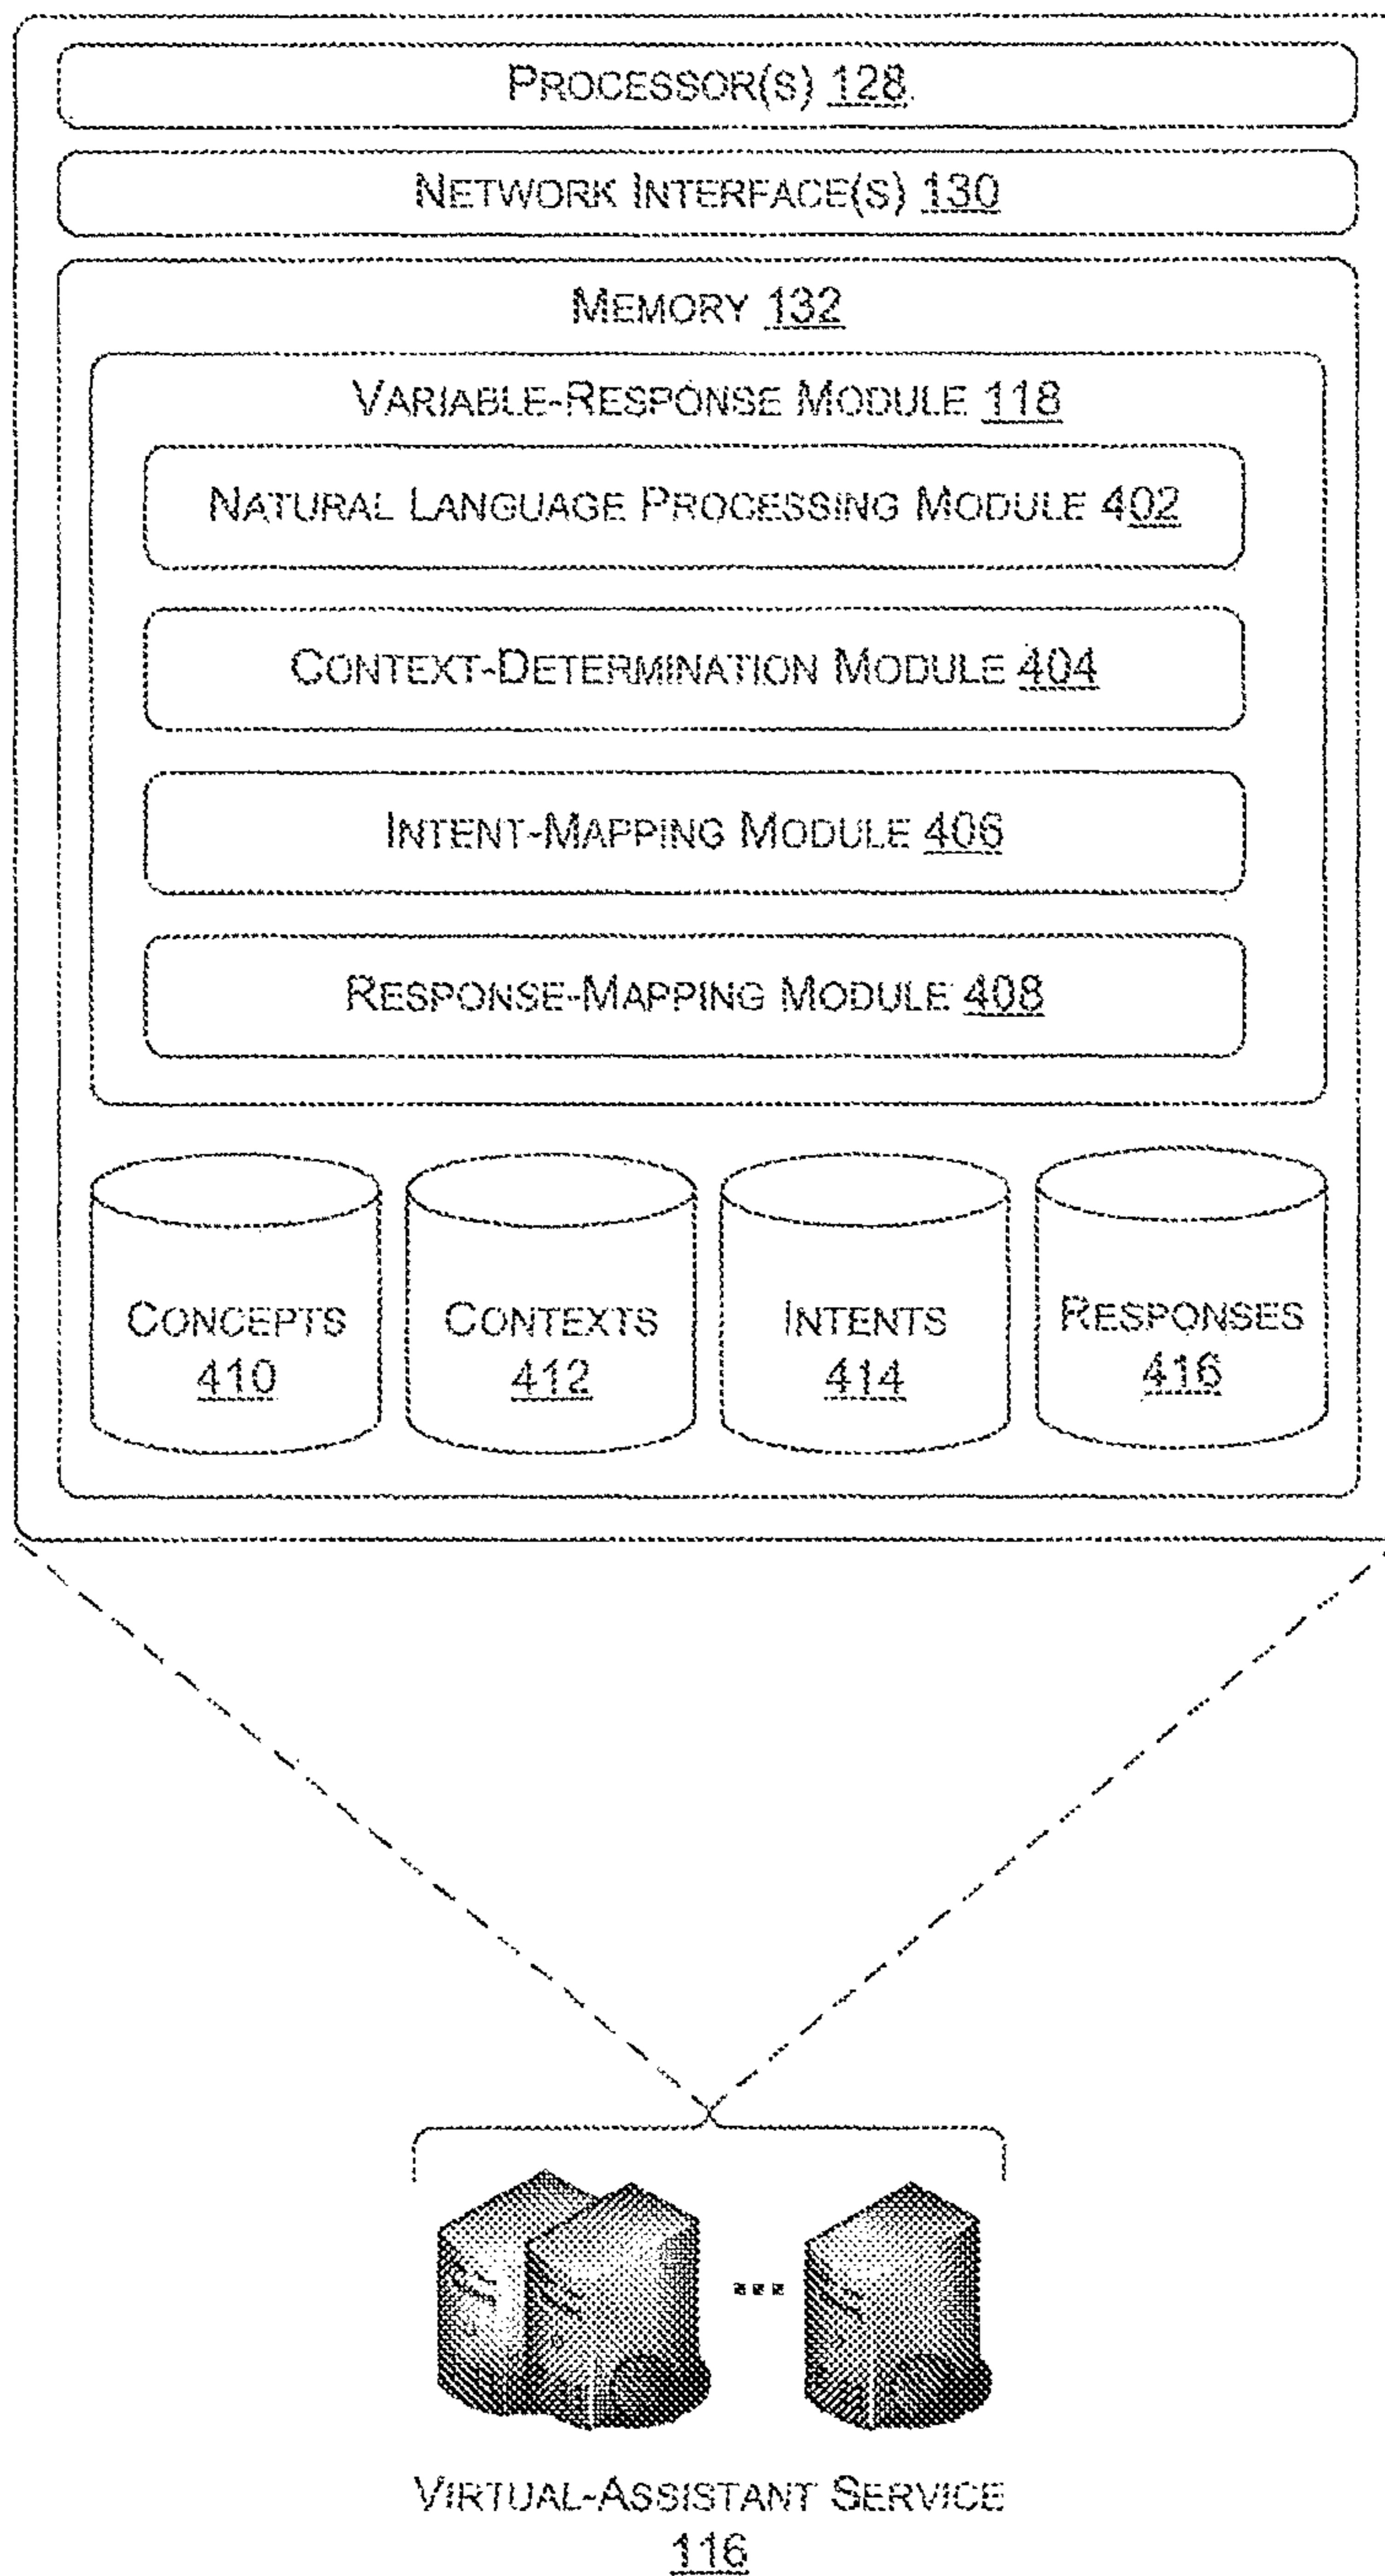 PROCESSOR(S) 128
NETWORK INTERFACE(S) 130
MEMORY 132
VARIABLE-RESPONSE MODULE 118
NATURAL LANGUAGE PROCESSING MODULE 402
CONTEXT-DETERMINATION MODULE 404
INTENT-MAPPING MODULE 406
RESPONSE-MAPPING MODULE 408
CONCEPTS
410
CONTEXTS
412
INTENTS
414
RESPONSES
416
...
VIRTUAL-ASSISTANT SERVICE
116